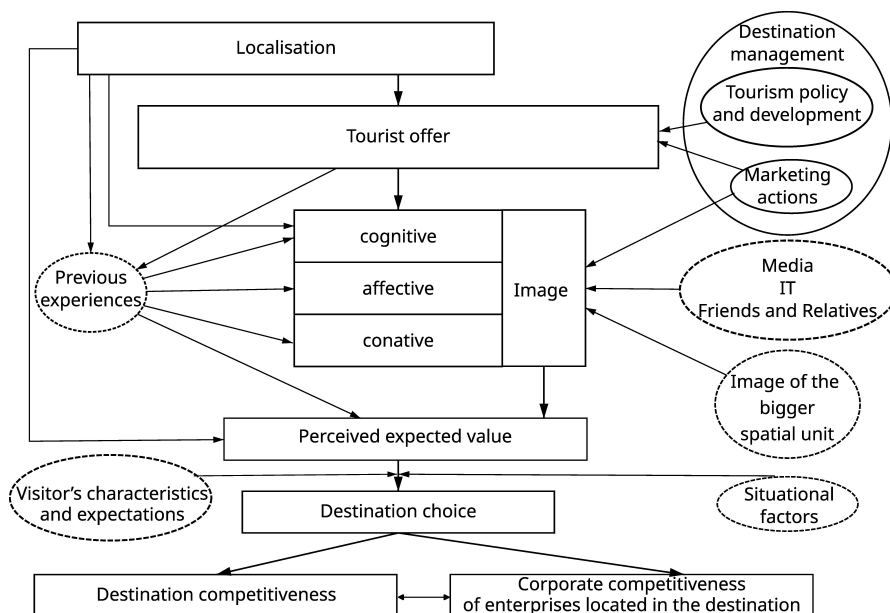 Localisation
Destination
management
Tourism policy
and development
Tourist offer
Marketing
actions
cognitive
affective
conative
Image
Previous
experiences
Media
IT
Friends and Relatives
Image of the
bigger
spatial unit
Perceived expected value
Visitor’s characteristics
and expectations
Destination choice
Situational
factors
Destination competitiveness
Corporate competitiveness
of enterprises located in the destination